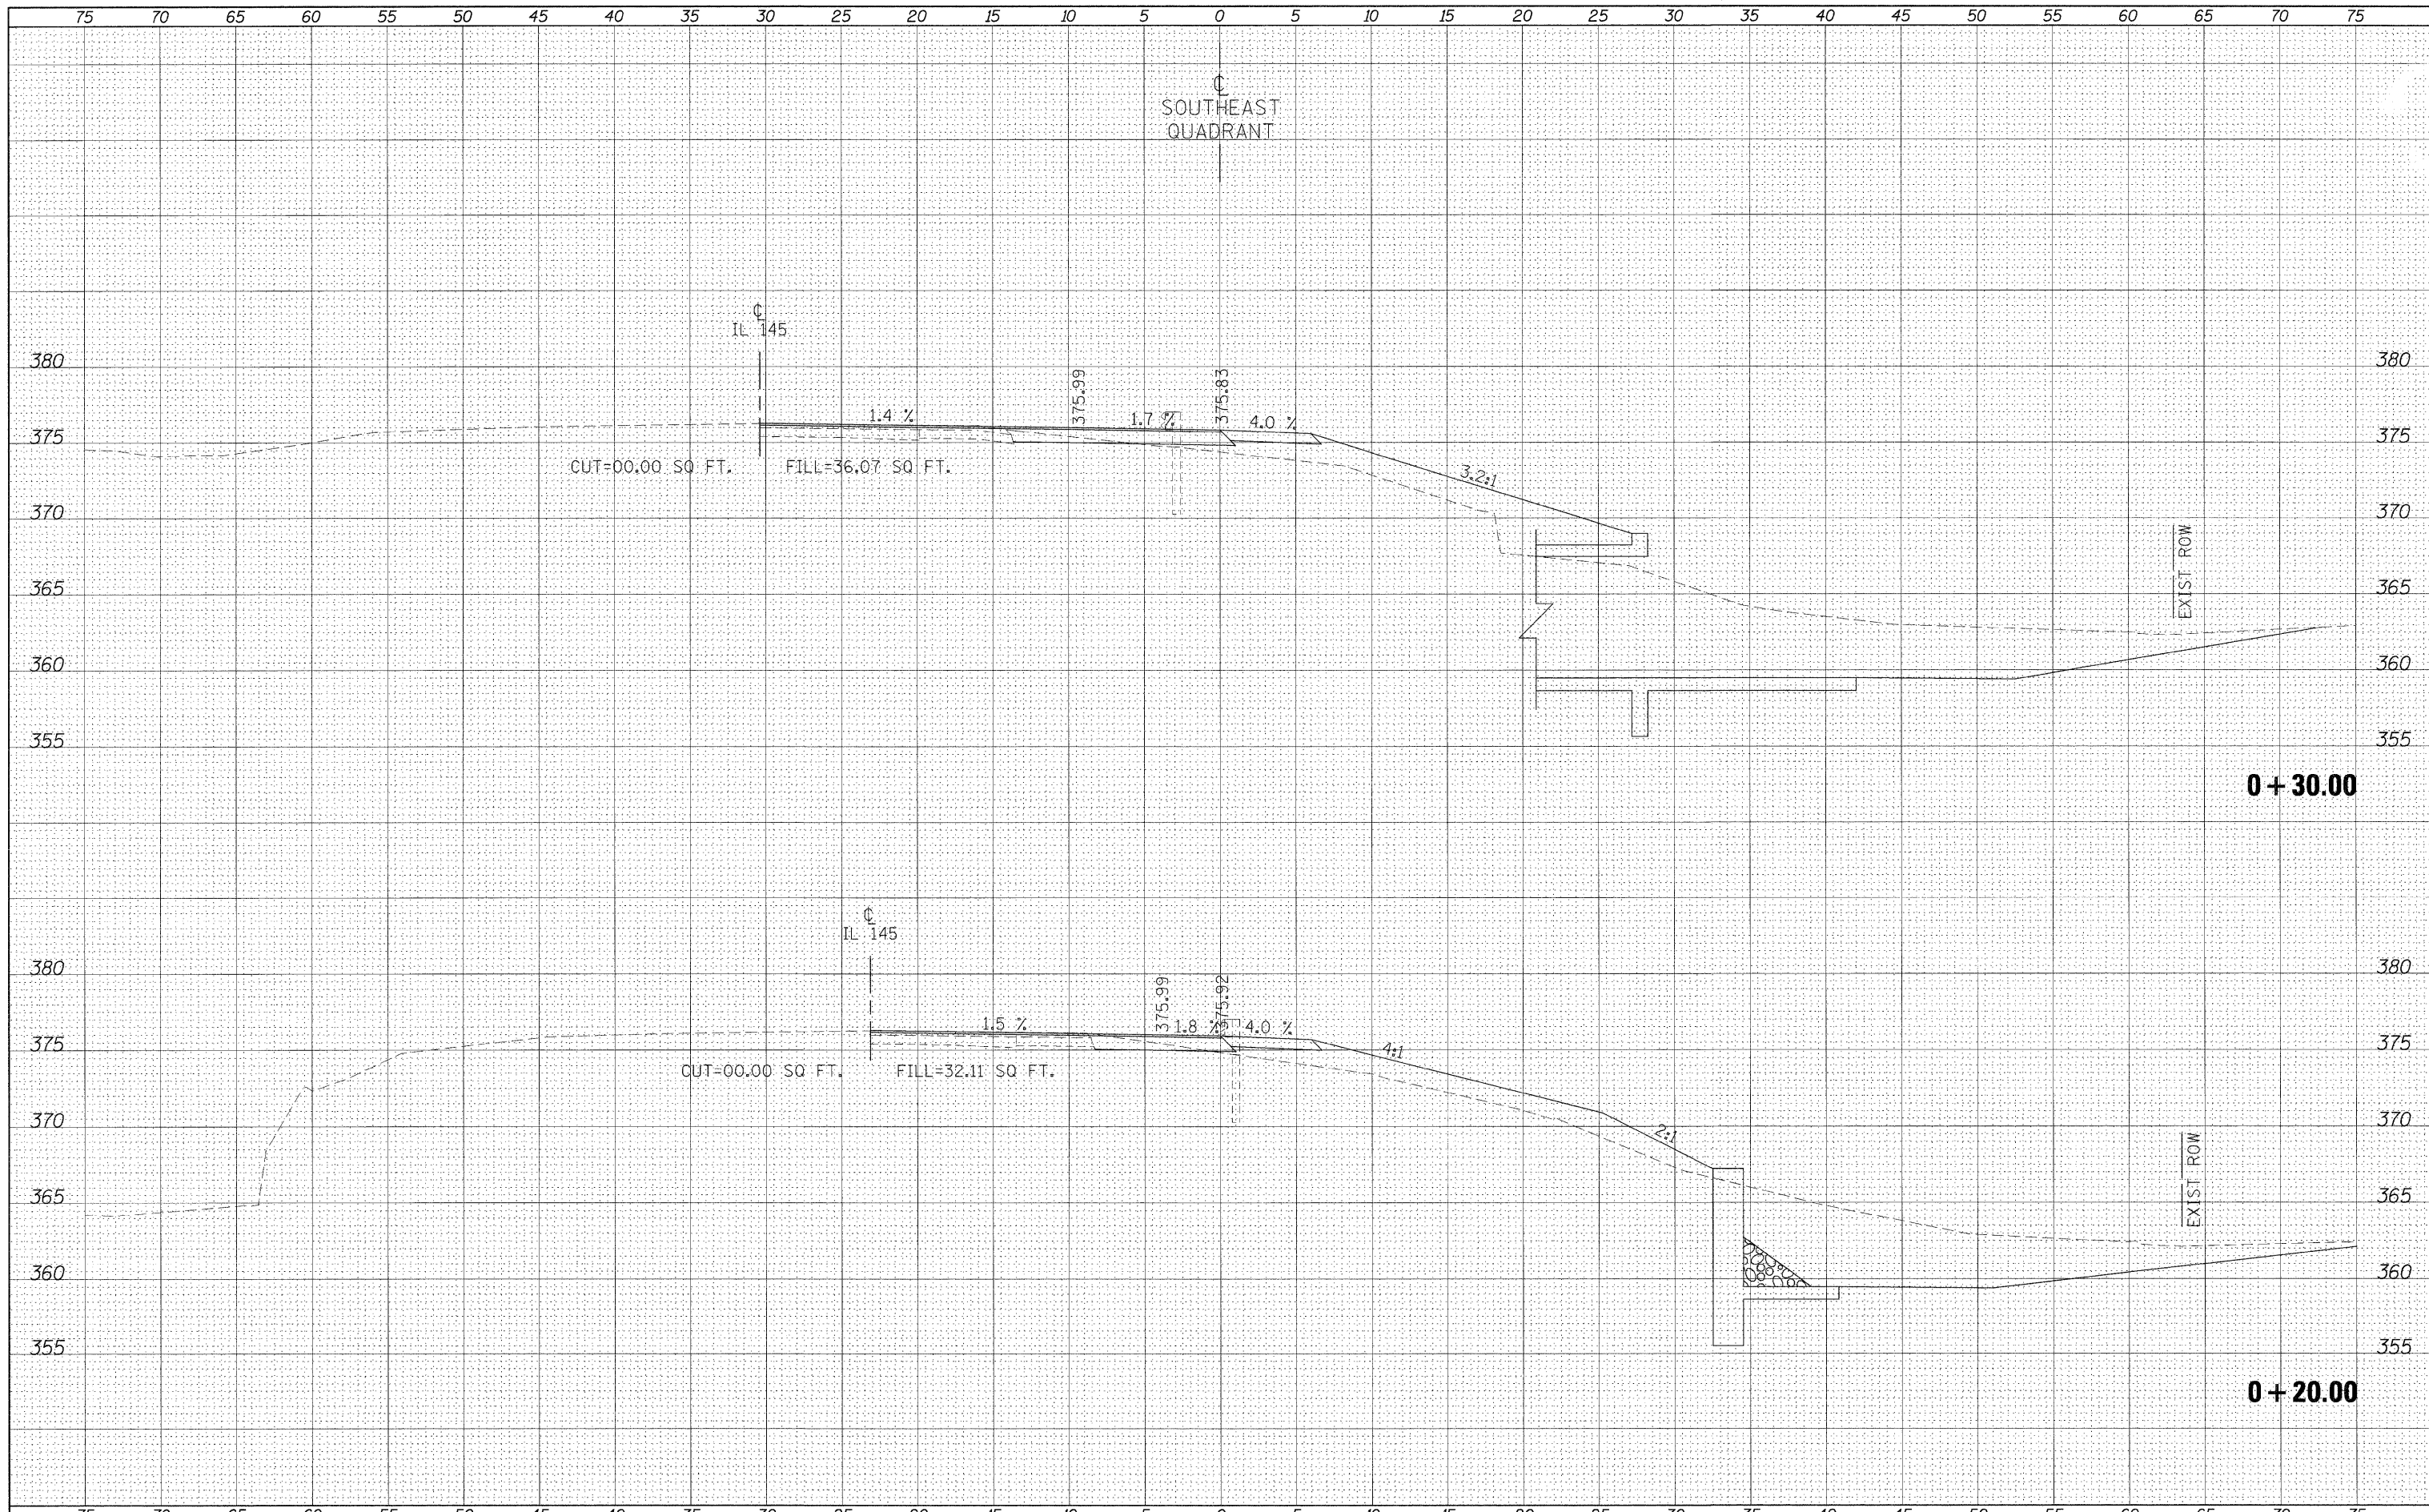 75 70 65 60 55 50 45 40 35 30 25 20 15 10 5 0 5 10 15 20 25 30 35 40 45 50 55 60 65 70 75
℄
SOUTHEAST
QUADRANT
℄
IL 145
380 380
375.99 375.83
1.4 % 1.7 % 4.0 %
375 375
CUT=00.00 SQ FT. FILL=36.07 SQ FT.
3.2:1
370 370
EXIST ROW
365 365
360 360
355 355
0+30.00
℄
IL 145
380 380
375.99 375.92
1.5 % 1.8 % 4.0 %
375 375
4:1
CUT=00.00 SQ FT. FILL=32.11 SQ FT.
370 370
2:1
EXIST ROW
365 365
360 360
355 355
0+20.00